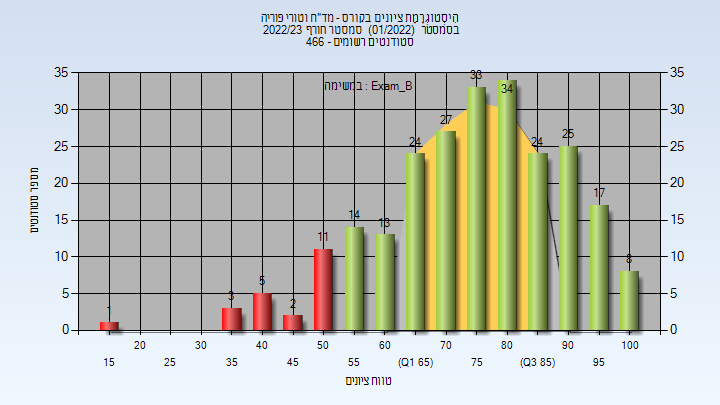 היסטוגרמת ציונים בקורס - מד"ח וטורי פוריה
בסמסטר (01/2022) סמסטר חורף 2022/23
סטודנטים רשומים - 466
במשימה : Exam_B
מספר סטודנטים
35 35
30 30
25 25
20 20
15 15
10 10
5 5
0 0
1 3 5 2 11 14 13 24 27 33 34 24 25 17 8
20 30 40 50 60 70 80 90 100
15 25 35 45 55 (Q1 65) 75 (Q3 85) 95
טווח ציונים